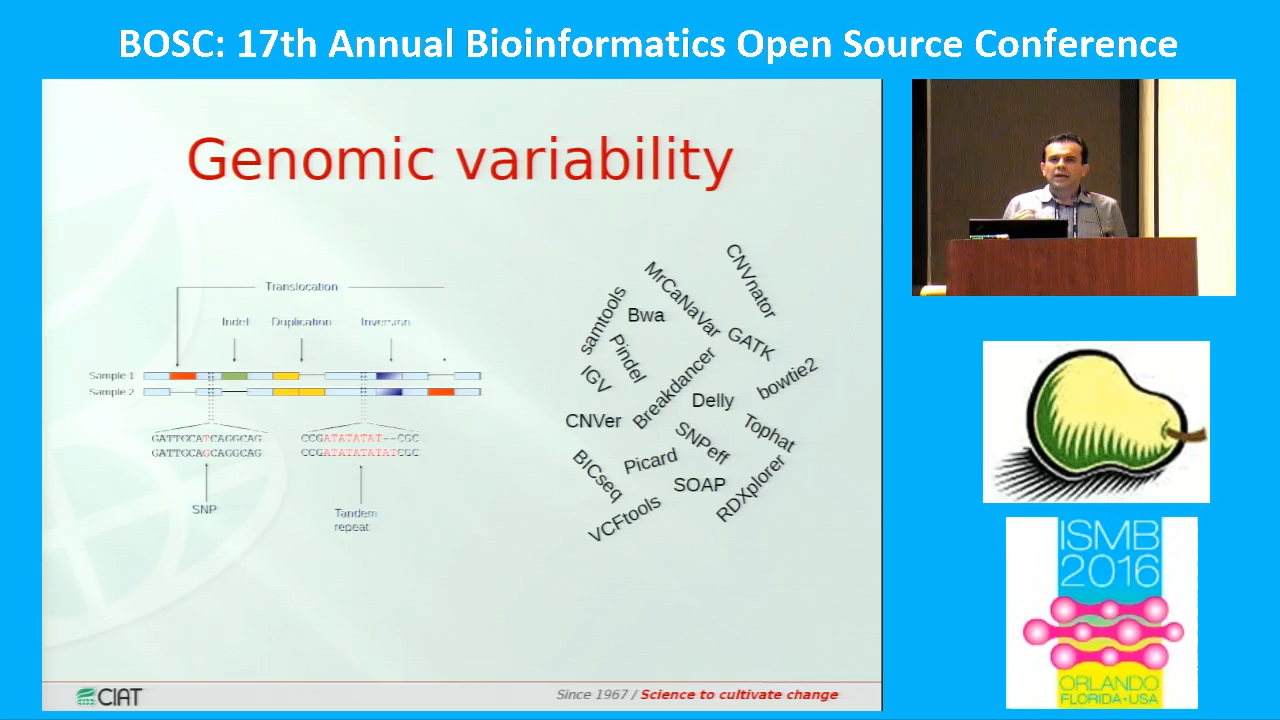 BOSC: 17th Annual Bioinformatics Open Source Conference
Genomic variability
Translocation
Indel Duplication Inversion
Sample 1
Sample 2
GATTGCATCAGGCAG
GATTGCAGCAGGCAG
CCGATATATAT--CGC
CCGATATATATATCGC
SNP
Tandem
repeat
CNVnator
MrCaNaVar
samtools
Bwa
GATK
Pindel
IGV
Breakdancer
bowtie2
Delly
CNVer
Tophat
SNPeff
Picard
BICseq
SOAP
RDXplorer
VCFtools
CIAT
Since 1967 / Science to cultivate change
ISMB
2016
ORLANDO
FLORIDA•USA